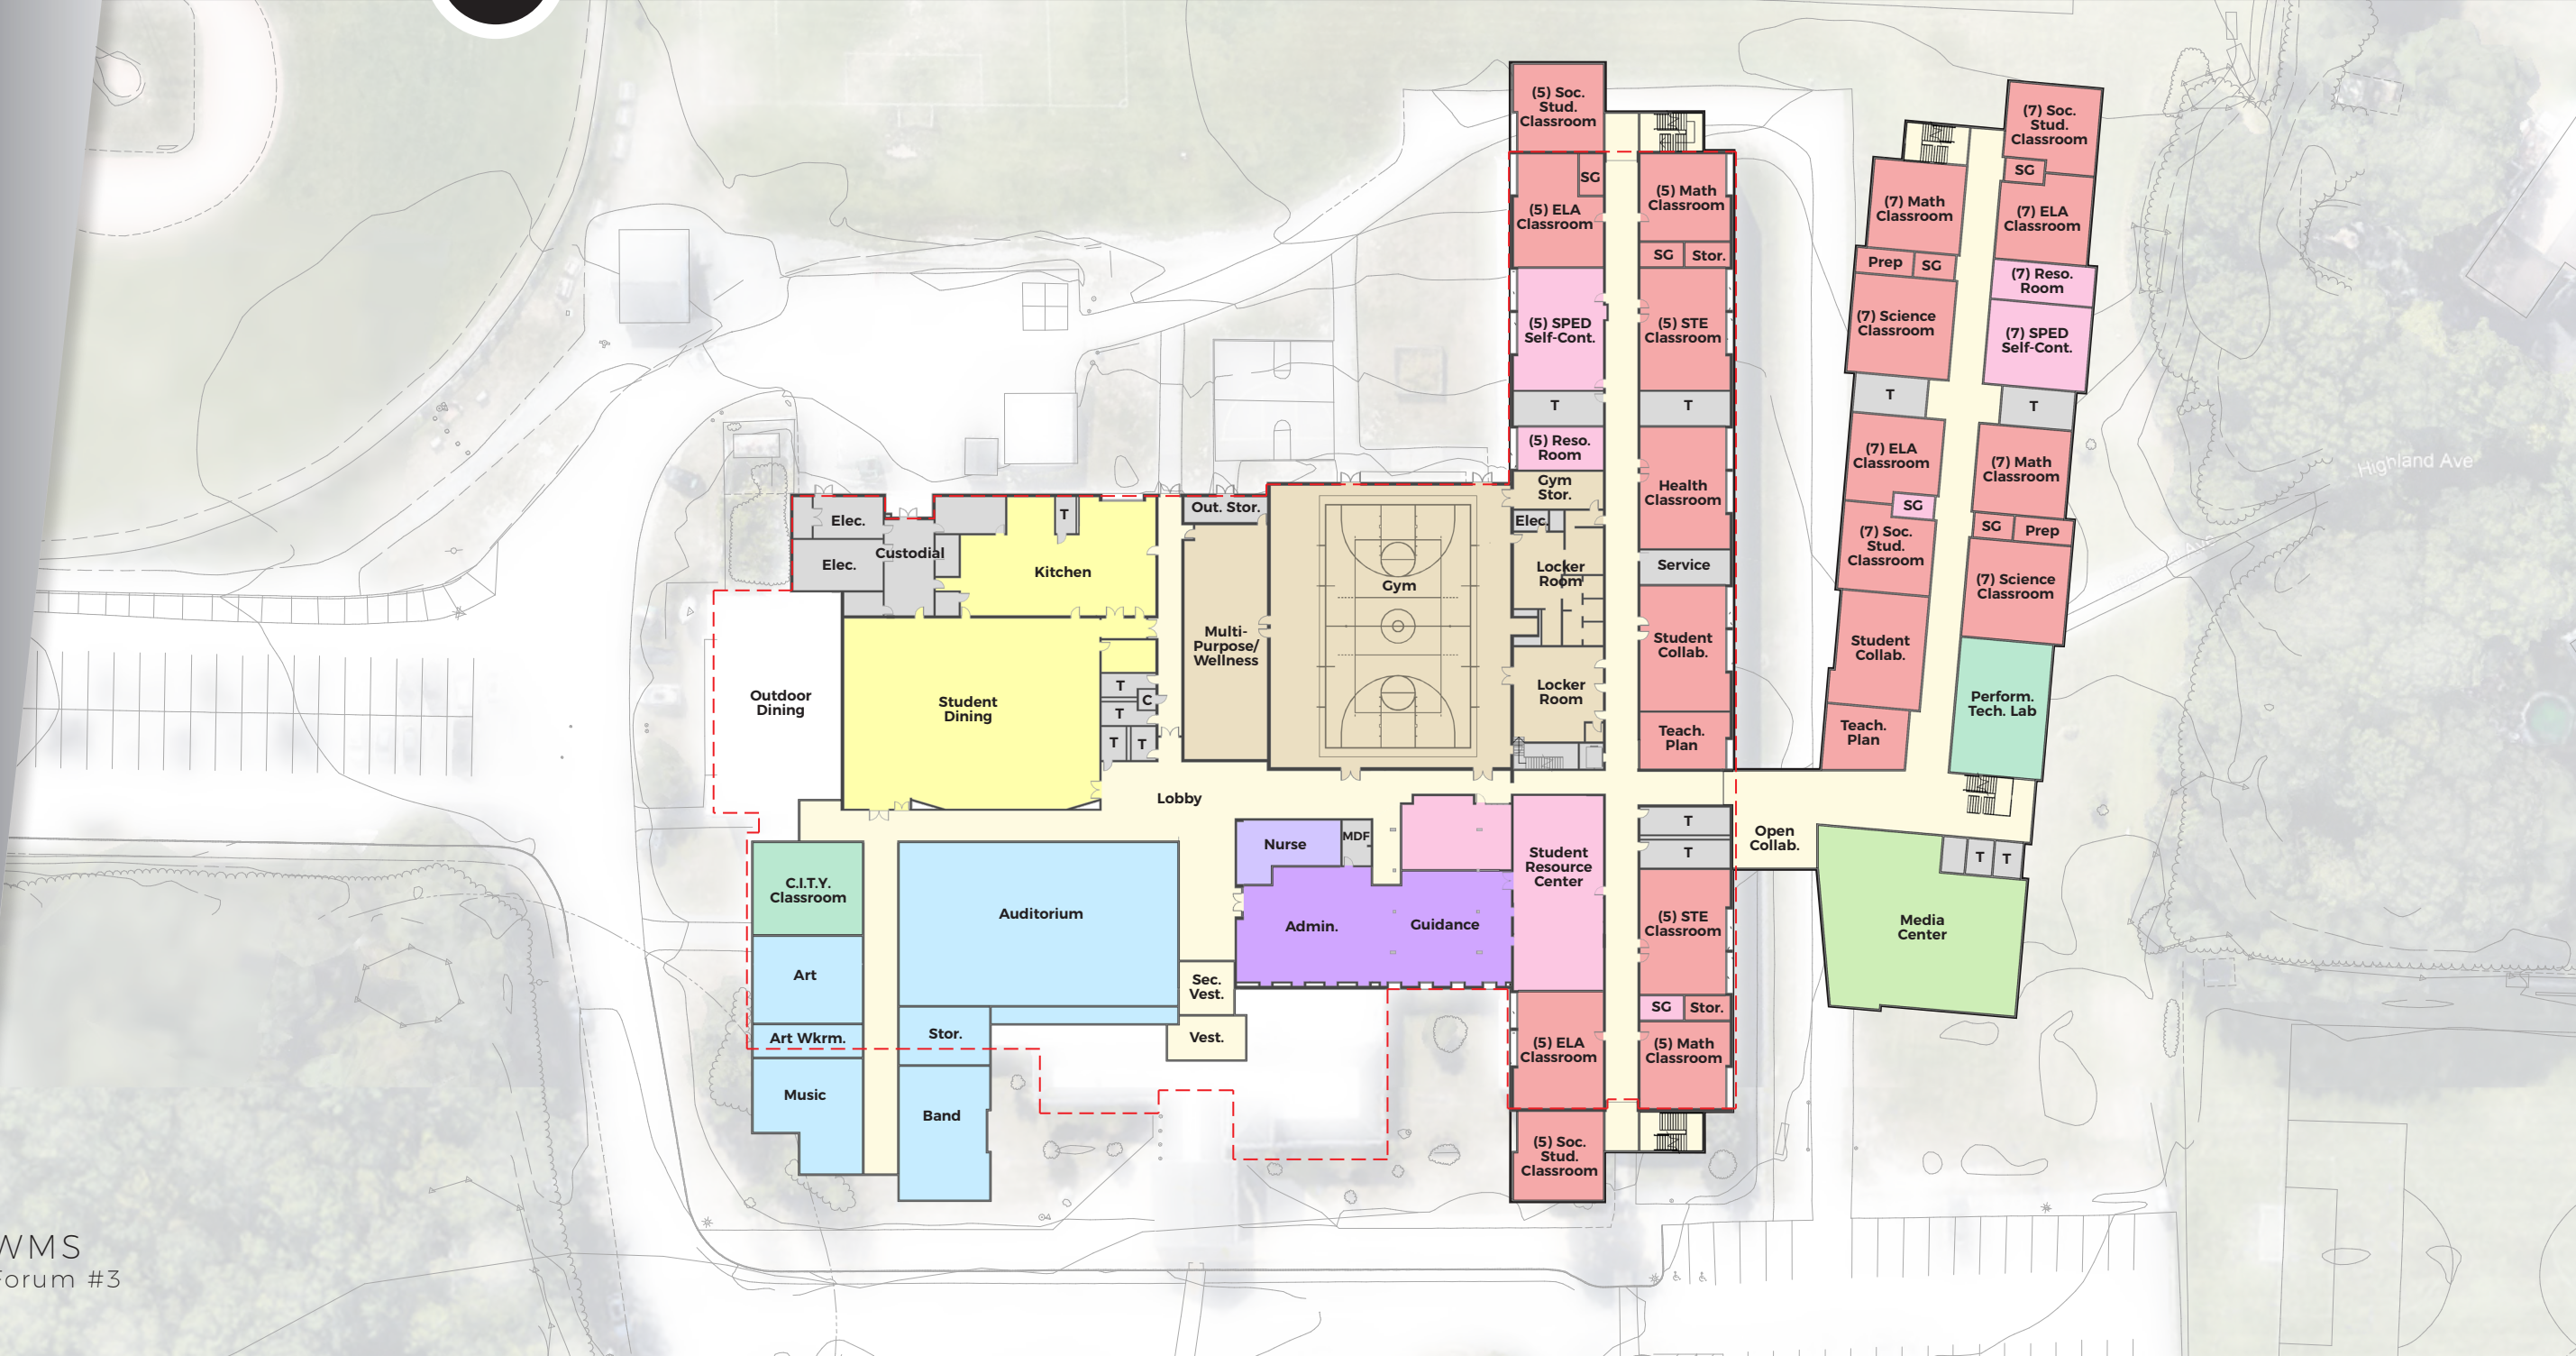 (5) Soc.
Stud.
Classroom
SG
(5) ELA
Classroom
(5) Math
Classroom
SG
Stor.
(5) SPED
Self-Cont.
(5) STE
Classroom
T
T
(5) Reso.
Room
Health
Classroom
Gym
Stor.
Elec.
Locker
Room
Service
Student
Collab.
Locker
Room
Teach.
Plan
(7) Soc.
Stud.
Classroom
SG
(7) Math
Classroom
(7) ELA
Classroom
Prep
SG
(7) Reso.
Room
(7) Science
Classroom
(7) SPED
Self-Cont.
T
T
(7) ELA
Classroom
(7) Math
Classroom
SG
SG
Prep
(7) Soc.
Stud.
Classroom
(7) Science
Classroom
Student
Collab.
Perform.
Tech. Lab
Teach.
Plan
Highland Ave
Elec.
Elec.
Custodial
T
Kitchen
Out. Stor.
Multi-
Purpose/
Wellness
Gym
Outdoor
Dining
Student
Dining
T
C
T
T
T
Lobby
Nurse
MDF
Student
Resource
Center
T
T
Open
Collab.
T
T
Media
Center
C.I.T.Y.
Classroom
Auditorium
Admin.
Guidance
(5) STE
Classroom
Art
Sec.
Vest.
SG
Stor.
Art Wkrm.
Stor.
Vest.
(5) ELA
Classroom
(5) Math
Classroom
Music
Band
(5) Soc.
Stud.
Classroom
WMS
Forum #3